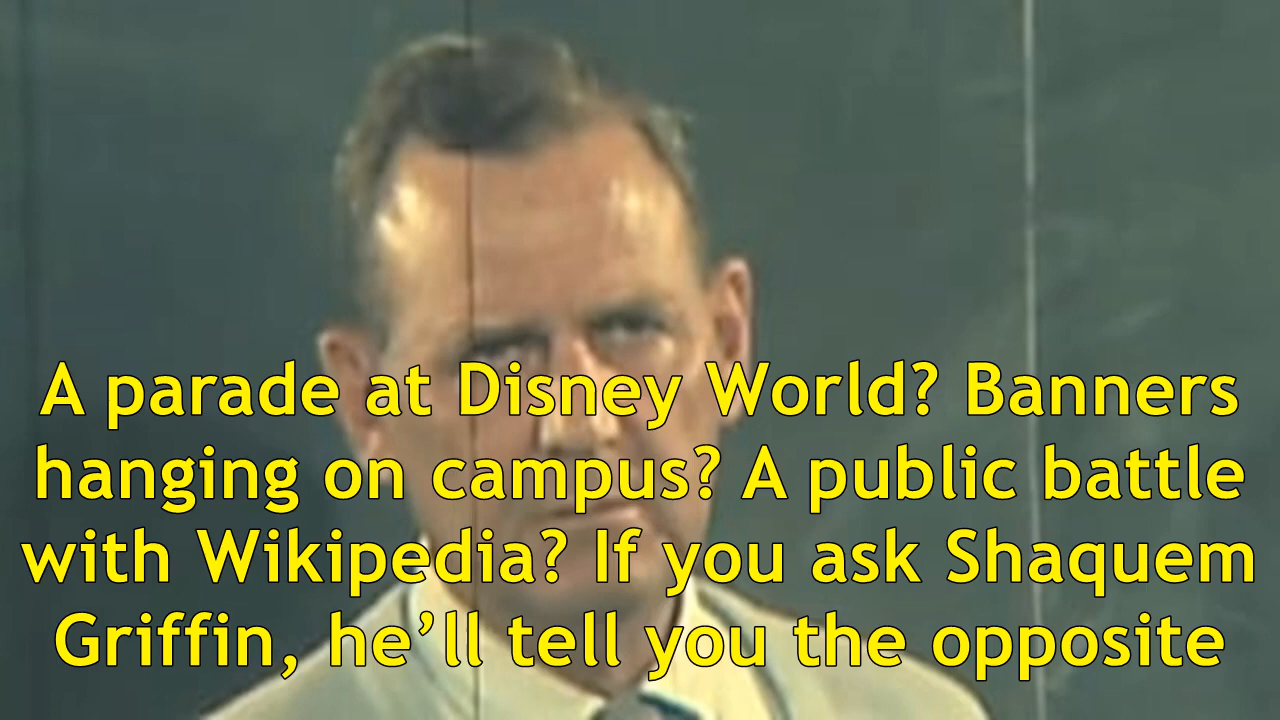 A parade at Disney World? Banners
hanging on campus? A public battle
with Wikipedia? If you ask Shaquem
Griffin, he’ll tell you the opposite